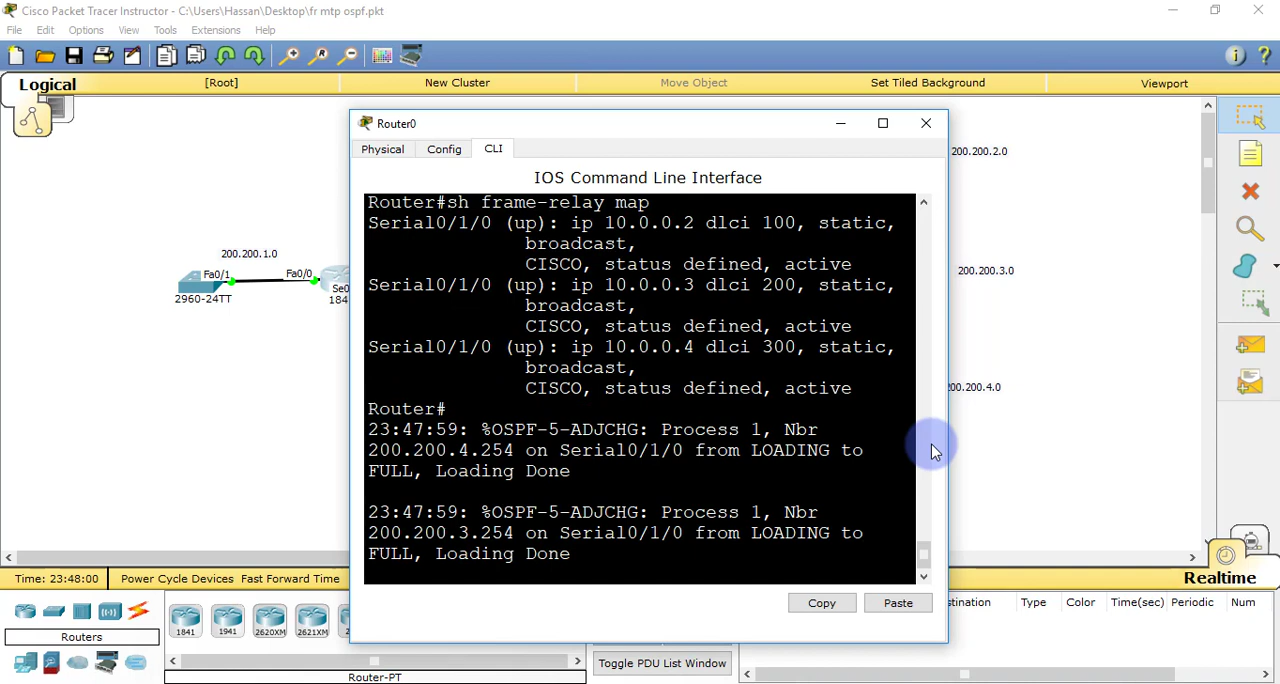 Cisco Packet Tracer Instructor - C:\Users\Hassan\Desktop\fr mtp ospf.pkt
File Edit Options View Tools Extensions Help
Logical [Root] New Cluster Move Object Set Tiled Background Viewport
200.200.2.0
200.200.1.0
Fa0/1 Fa0/0
2960-24TT
Se0
184
200.200.3.0
00.200.4.0
Router0
Physical Config CLI
IOS Command Line Interface
Router#sh frame-relay map
Serial0/1/0 (up): ip 10.0.0.2 dlci 100, static,
broadcast,
CISCO, status defined, active
Serial0/1/0 (up): ip 10.0.0.3 dlci 200, static,
broadcast,
CISCO, status defined, active
Serial0/1/0 (up): ip 10.0.0.4 dlci 300, static,
broadcast,
CISCO, status defined, active
Router#
23:47:59: %OSPF-5-ADJCHG: Process 1, Nbr
200.200.4.254 on Serial0/1/0 from LOADING to
FULL, Loading Done
23:47:59: %OSPF-5-ADJCHG: Process 1, Nbr
200.200.3.254 on Serial0/1/0 from LOADING to
FULL, Loading Done
Copy Paste
Time: 23:48:00 Power Cycle Devices Fast Forward Time Realtime
Routers
1841 1941 2620XM 2621XM 2
Router-PT
Toggle PDU List Window
stination Type Color Time(sec) Periodic Num